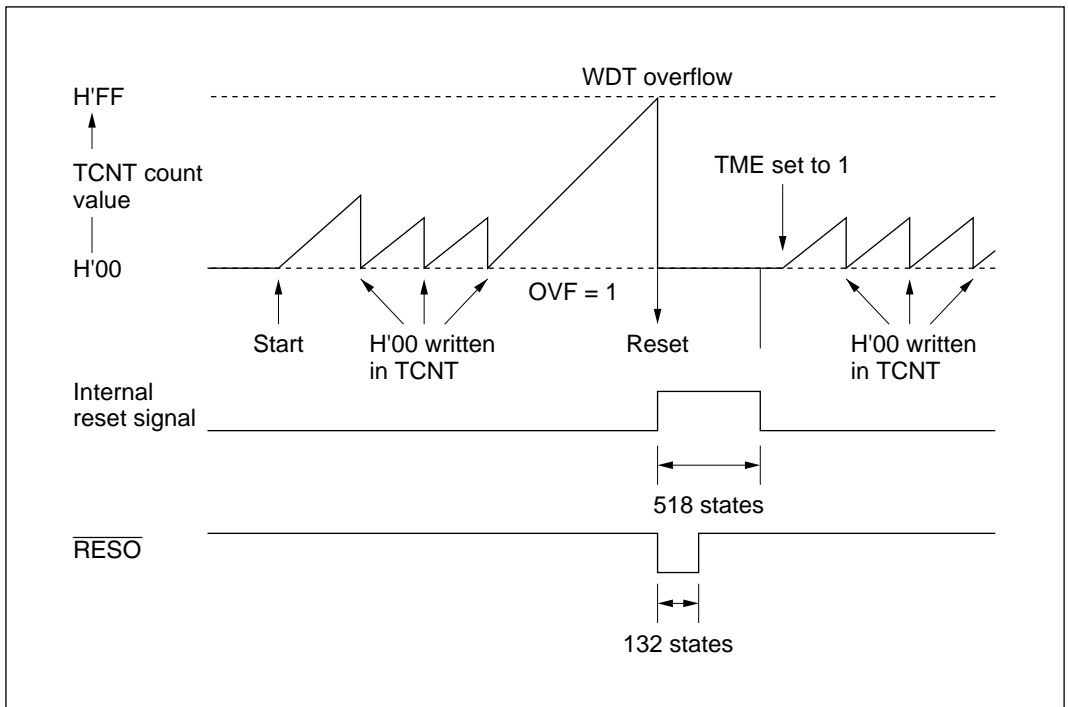 WDT overflow
H'FF
TME set to 1
TCNT count
value
H'00
OVF = 1
Start
H'00 written
in TCNT
Reset
H'00 written
in TCNT
Internal
reset signal
518 states
RESO
132 states